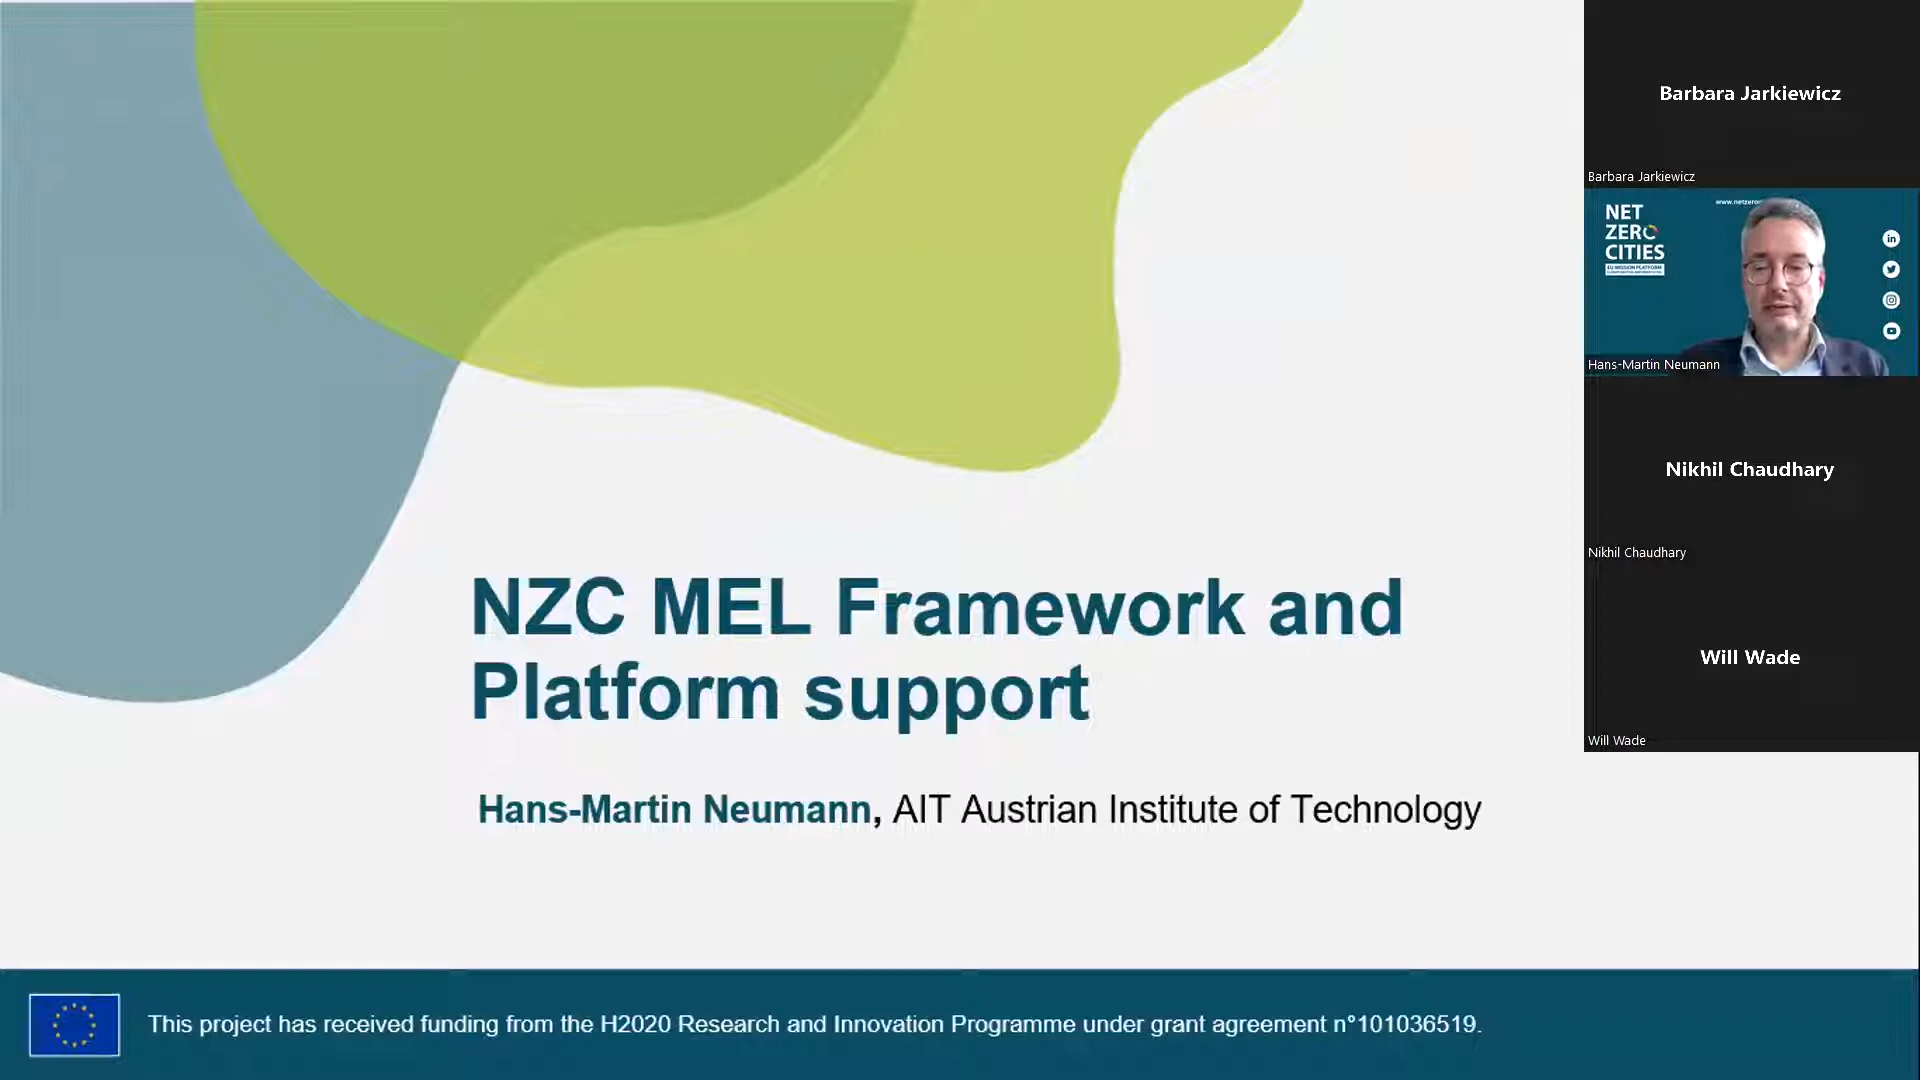 NZC MEL Framework and
Platform support
Hans-Martin Neumann, AIT Austrian Institute of Technology
This project has received funding from the H2020 Research and Innovation Programme under grant agreement n°101036519.
Barbara Jarkiewicz
Barbara Jarkiewicz
NET
ZERO
CITIES
EU MISSION PLATFORM
Hans-Martin Neumann
Nikhil Chaudhary
Nikhil Chaudhary
Will Wade
Will Wade